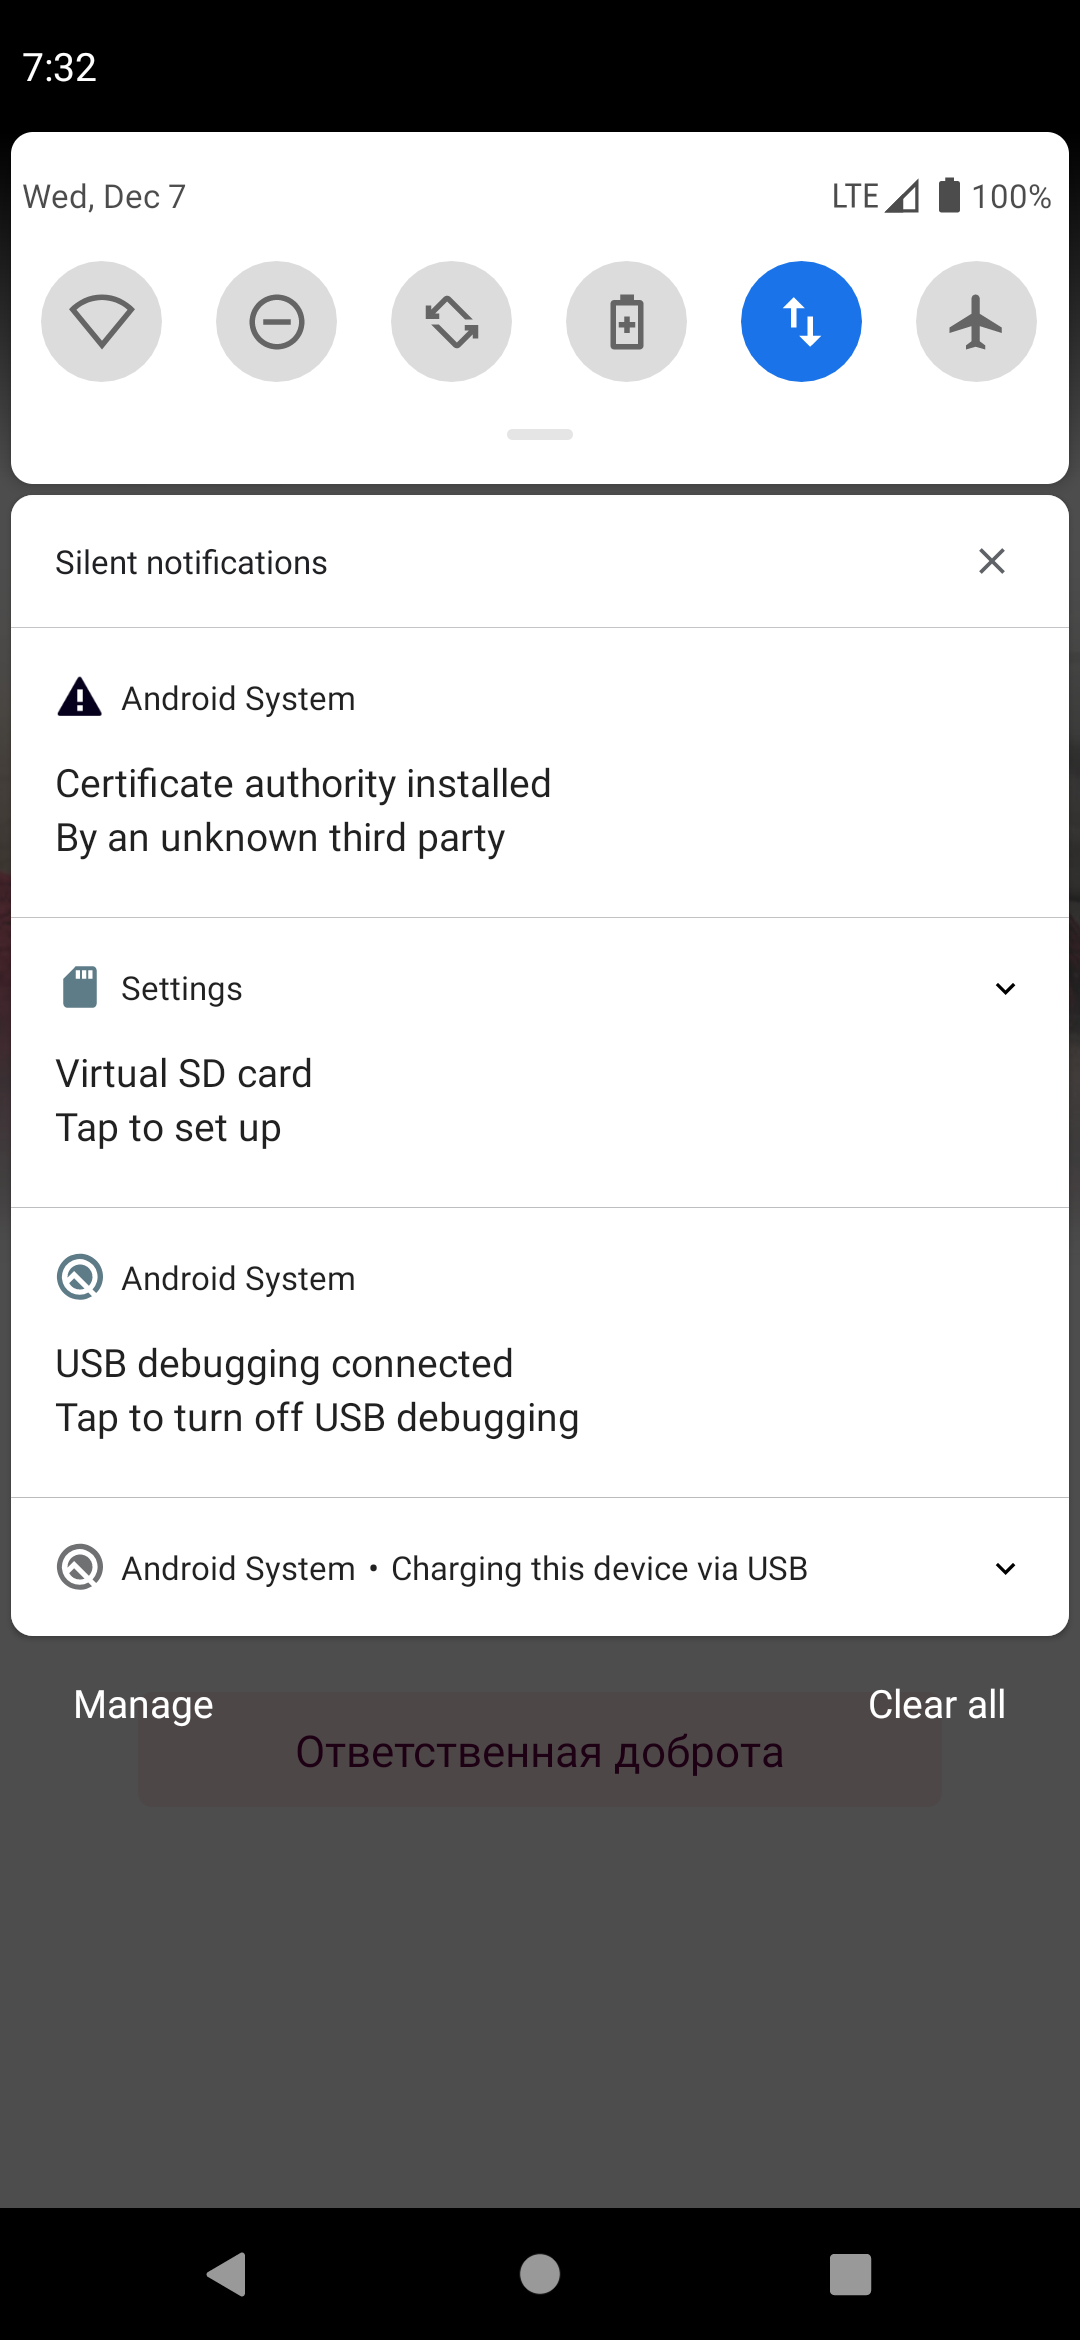 7:32
Wed, Dec 7
LTE 100%
Silent notifications
Android System
Certificate authority installed
By an unknown third party
Settings
Virtual SD card
Tap to set up
Android System
USB debugging connected
Tap to turn off USB debugging
Android System • Charging this device via USB
Manage
Clear all
Ответственная доброта